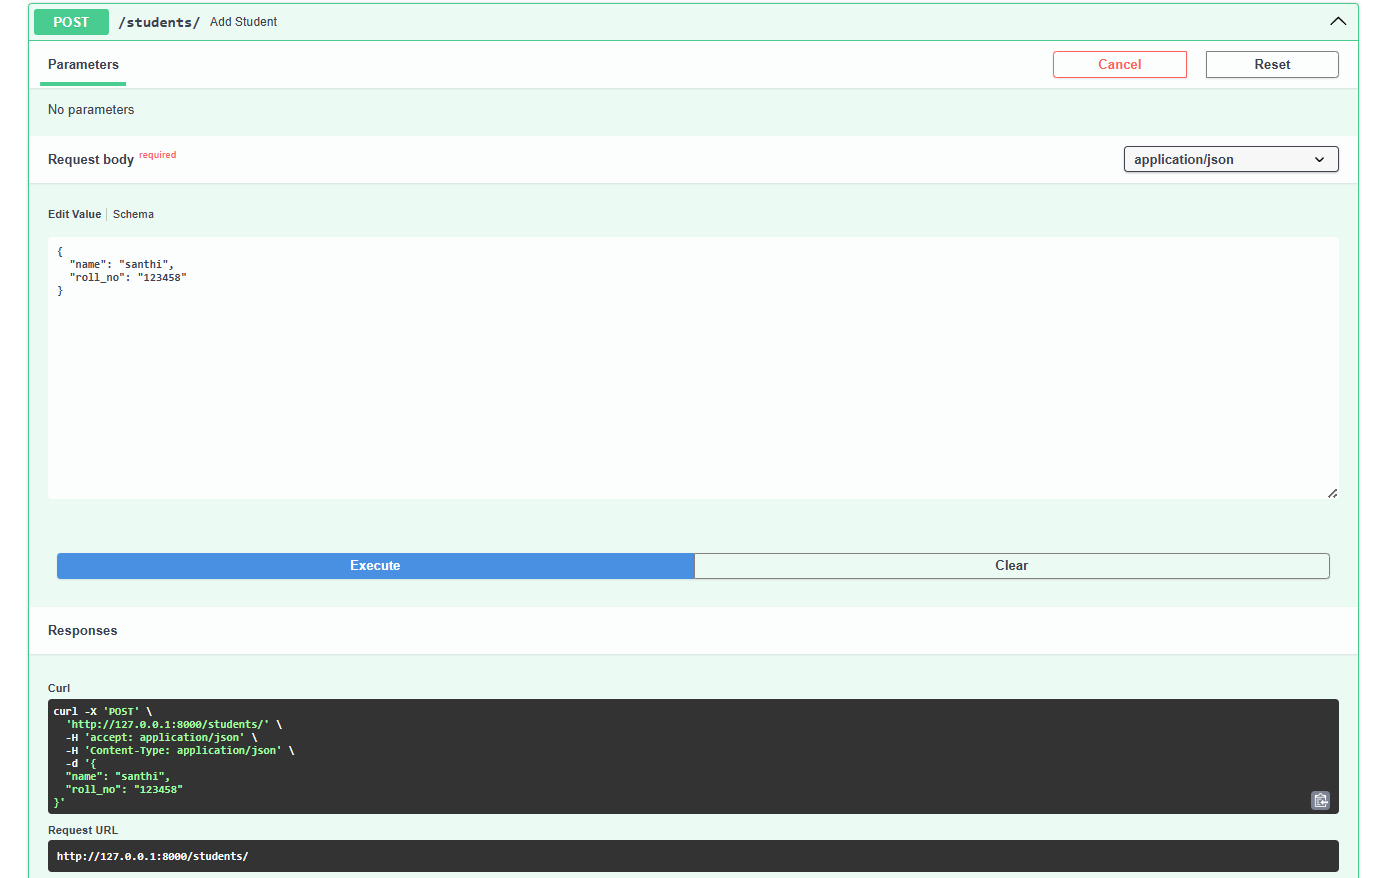 POST /students/ Add Student
Parameters
Cancel
Reset
No parameters
Request body required
application/json
Edit Value Schema
{
  "name": "santhi",
  "roll_no": "123458"
}
Execute
Clear
Responses
Curl
curl -X 'POST' \
  'http://127.0.0.1:8000/students/' \
  -H 'accept: application/json' \
  -H 'Content-Type: application/json' \
  -d '{
  "name": "santhi",
  "roll_no": "123458"
}'
Request URL
http://127.0.0.1:8000/students/